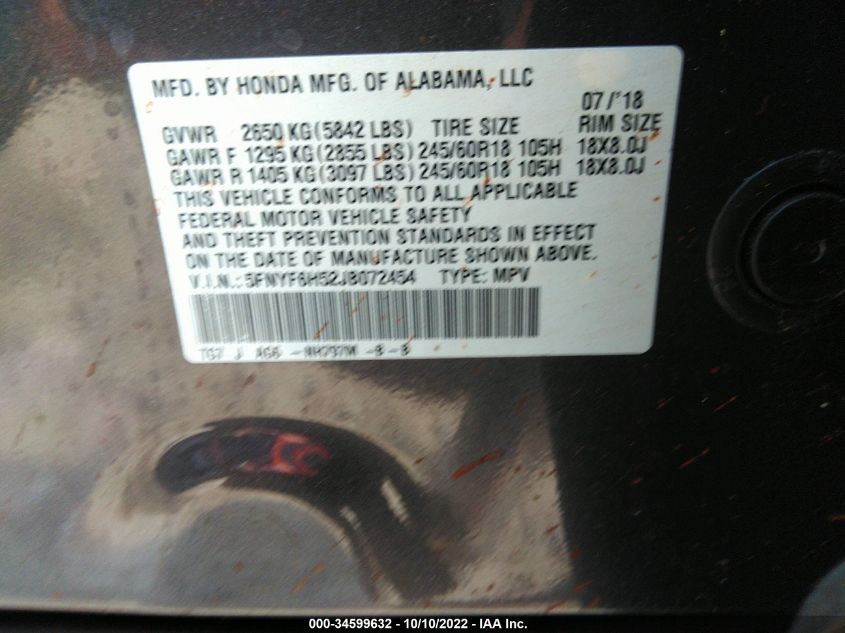 MFD. BY HONDA MFG. OF ALABAMA, LLC
07/'18
GVWR 2650 KG(5842 LBS) TIRE SIZE RIM SIZE
GAWR F 1295 KG(2855 LBS) 245/60R18 105H 18X8.0J
GAWR R 1405 KG(3097 LBS) 245/60R18 105H 18X8.0J
THIS VEHICLE CONFORMS TO ALL APPLICABLE
FEDERAL MOTOR VEHICLE SAFETY
AND THEFT PREVENTION STANDARDS IN EFFECT
ON THE DATE OF MANUFACTURE SHOWN ABOVE.
V.I.N.: 5FNYF6H52JB072454 TYPE: MPV
TG7 J AG6 -NH797M -B-B
000-34599632 - 10/10/2022 - IAA Inc.